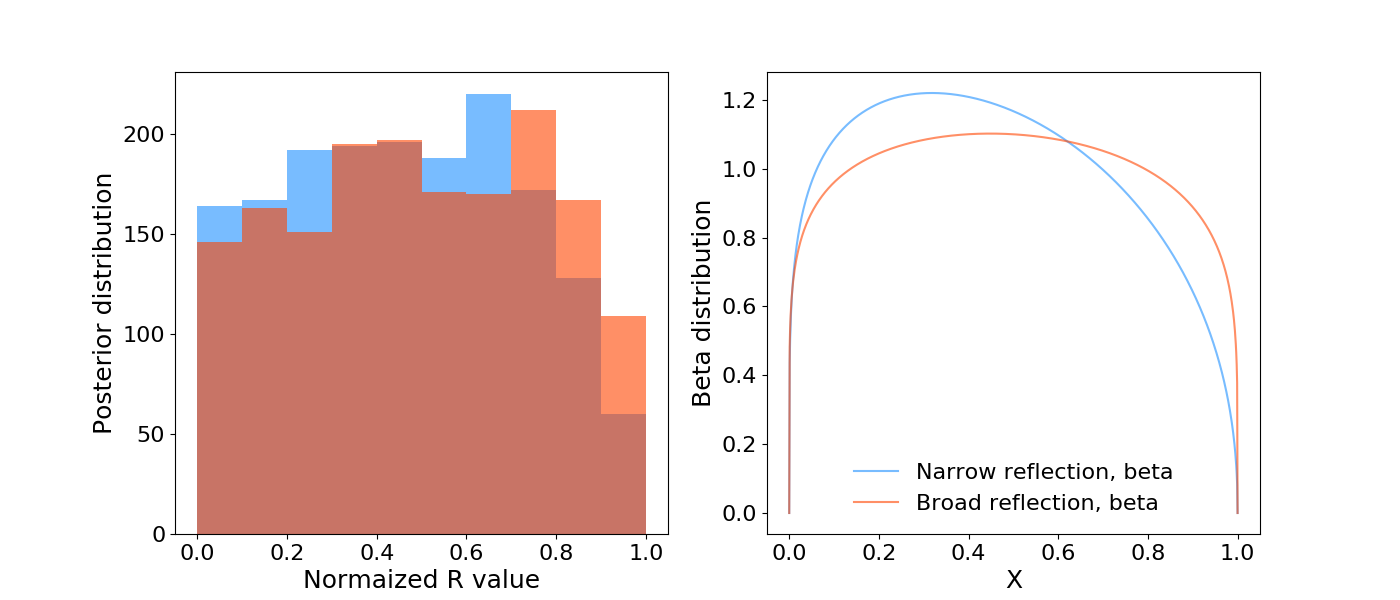 Posterior distribution
200
150
100
50
0
0.0 0.2 0.4 0.6 0.8 1.0
Normaized R value
Beta distribution
1.2
1.0
0.8
0.6
0.4
0.2
0.0
Narrow reflection, beta
Broad reflection, beta
0.0 0.2 0.4 0.6 0.8 1.0
X